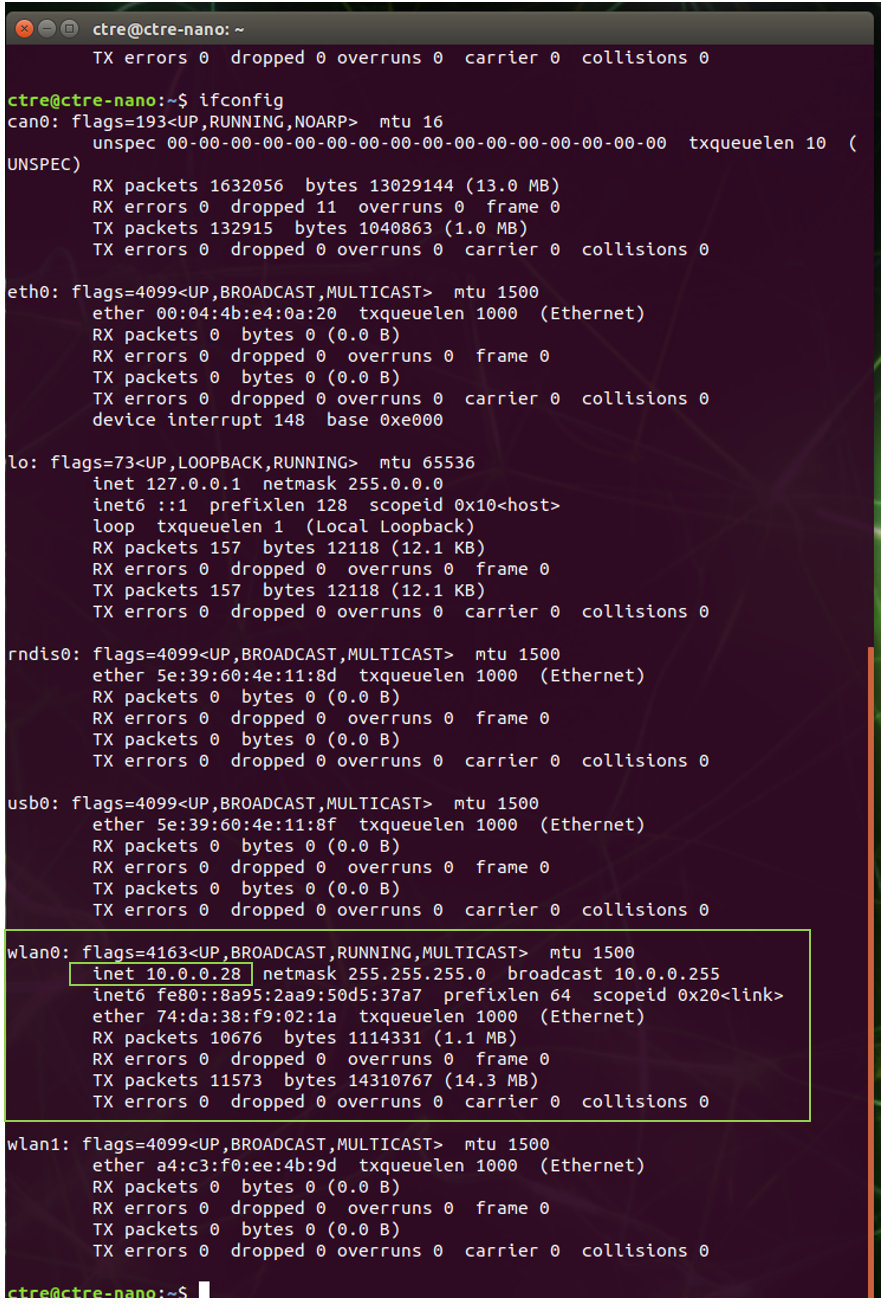 ctre@ctre-nano: ~
TX errors 0  dropped 0 overruns 0  carrier 0  collisions 0
ctre@ctre-nano:~$ ifconfig
can0: flags=193<UP,RUNNING,NOARP>  mtu 16
unspec 00-00-00-00-00-00-00-00-00-00-00-00-00-00-00-00  txqueuelen 10  (
UNSPEC)
RX packets 1632056  bytes 13029144 (13.0 MB)
RX errors 0  dropped 11  overruns 0  frame 0
TX packets 132915  bytes 1040863 (1.0 MB)
TX errors 0  dropped 0 overruns 0  carrier 0  collisions 0
eth0: flags=4099<UP,BROADCAST,MULTICAST>  mtu 1500
ether 00:04:4b:e4:0a:20  txqueuelen 1000  (Ethernet)
RX packets 0  bytes 0 (0.0 B)
RX errors 0  dropped 0  overruns 0  frame 0
TX packets 0  bytes 0 (0.0 B)
TX errors 0  dropped 0 overruns 0  carrier 0  collisions 0
device interrupt 148  base 0xe000
lo: flags=73<UP,LOOPBACK,RUNNING>  mtu 65536
inet 127.0.0.1  netmask 255.0.0.0
inet6 ::1  prefixlen 128  scopeid 0x10<host>
loop  txqueuelen 1  (Local Loopback)
RX packets 157  bytes 12118 (12.1 KB)
RX errors 0  dropped 0  overruns 0  frame 0
TX packets 157  bytes 12118 (12.1 KB)
TX errors 0  dropped 0 overruns 0  carrier 0  collisions 0
rndis0: flags=4099<UP,BROADCAST,MULTICAST>  mtu 1500
ether 5e:39:60:4e:11:8d  txqueuelen 1000  (Ethernet)
RX packets 0  bytes 0 (0.0 B)
RX errors 0  dropped 0  overruns 0  frame 0
TX packets 0  bytes 0 (0.0 B)
TX errors 0  dropped 0 overruns 0  carrier 0  collisions 0
usb0: flags=4099<UP,BROADCAST,MULTICAST>  mtu 1500
ether 5e:39:60:4e:11:8f  txqueuelen 1000  (Ethernet)
RX packets 0  bytes 0 (0.0 B)
RX errors 0  dropped 0  overruns 0  frame 0
TX packets 0  bytes 0 (0.0 B)
TX errors 0  dropped 0 overruns 0  carrier 0  collisions 0
wlan0: flags=4163<UP,BROADCAST,RUNNING,MULTICAST>  mtu 1500
inet 10.0.0.28  netmask 255.255.255.0  broadcast 10.0.0.255
inet6 fe80::8a95:2aa9:50d5:37a7  prefixlen 64  scopeid 0x20<link>
ether 74:da:38:f9:02:1a  txqueuelen 1000  (Ethernet)
RX packets 10676  bytes 1114331 (1.1 MB)
RX errors 0  dropped 0  overruns 0  frame 0
TX packets 11573  bytes 14310767 (14.3 MB)
TX errors 0  dropped 0 overruns 0  carrier 0  collisions 0
wlan1: flags=4099<UP,BROADCAST,MULTICAST>  mtu 1500
ether a4:c3:f0:ee:4b:9d  txqueuelen 1000  (Ethernet)
RX packets 0  bytes 0 (0.0 B)
RX errors 0  dropped 0  overruns 0  frame 0
TX packets 0  bytes 0 (0.0 B)
TX errors 0  dropped 0 overruns 0  carrier 0  collisions 0
ctre@ctre-nano:~$